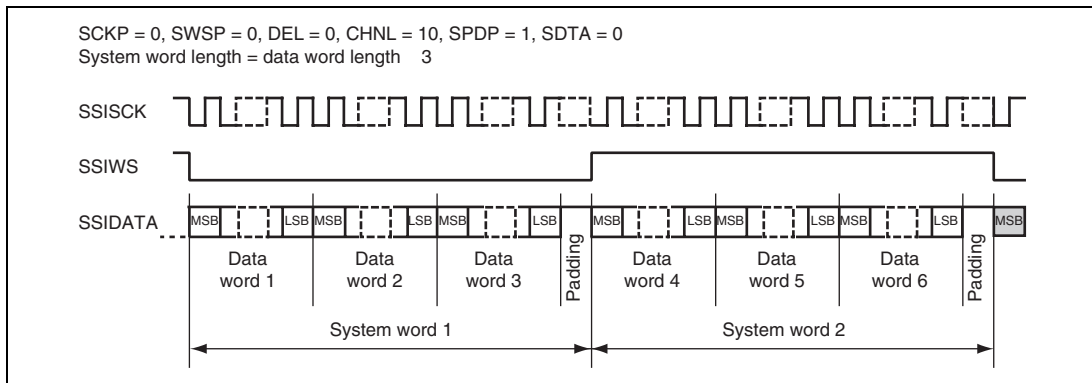 SCKP = 0, SWSP = 0, DEL = 0, CHNL = 10, SPDP = 1, SDTA = 0
System word length = data word length 3
SSISCK
SSIWS
SSIDATA
MSB LSB MSB LSB MSB LSB MSB LSB MSB LSB MSB LSB MSB
Data word 1
Data word 2
Data word 3
Padding
Data word 4
Data word 5
Data word 6
Padding
System word 1
System word 2